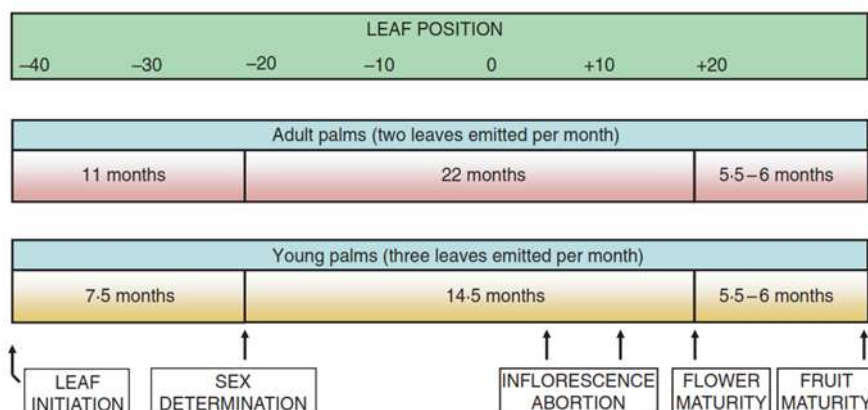 LEAF POSITION
–40 –30 –20 –10 0 +10 +20
Adult palms (two leaves emitted per month)
11 months 22 months 5·5–6 months
Young palms (three leaves emitted per month)
7·5 months 14·5 months 5·5–6 months
LEAF INITIATION
SEX DETERMINATION
INFLORESCENCE ABORTION
FLOWER MATURITY
FRUIT MATURITY